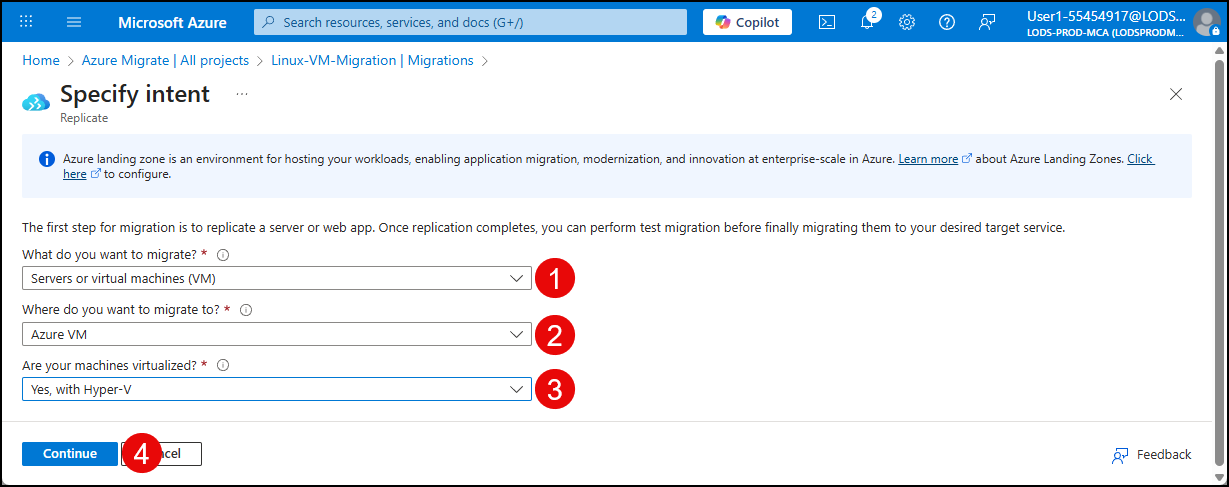 Microsoft Azure
Search resources, services, and docs (G+/)
Copilot
2
User1-55454917@LODS...
LODS-PROD-MCA (LODSPRODM...
Home > Azure Migrate | All projects > Linux-VM-Migration | Migrations >
Specify intent ...
Replicate
Azure landing zone is an environment for hosting your workloads, enabling application migration, modernization, and innovation at enterprise-scale in Azure. Learn more about Azure Landing Zones. Click
here to configure.
The first step for migration is to replicate a server or web app. Once replication completes, you can perform test migration before finally migrating them to your desired target service.
What do you want to migrate? *
Servers or virtual machines (VM)
1
Where do you want to migrate to? *
Azure VM
2
Are your machines virtualized? *
Yes, with Hyper-V
3
Continue
4
Feedback